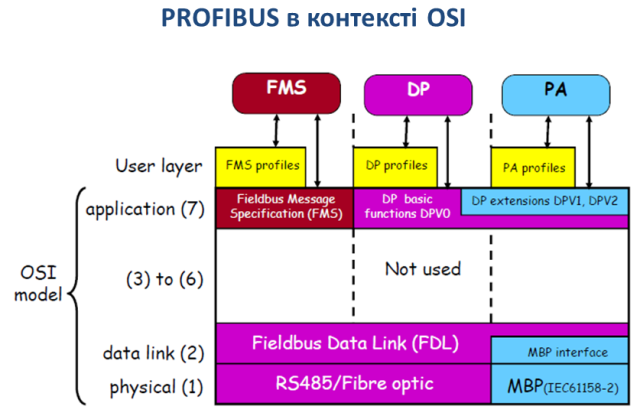 PROFIBUS в контексті OSI
FMS
DP
PA
User layer
FMS profiles
DP profiles
PA profiles
application (7)
Fieldbus Message
Specification (FMS)
DP basic
functions DPV0
DP extensions DPV1, DPV2
OSI
model
(3) to (6)
Not used
data link (2)
Fieldbus Data Link (FDL)
MBP interface
physical (1)
RS485/Fibre optic
MBP(IEC61158-2)